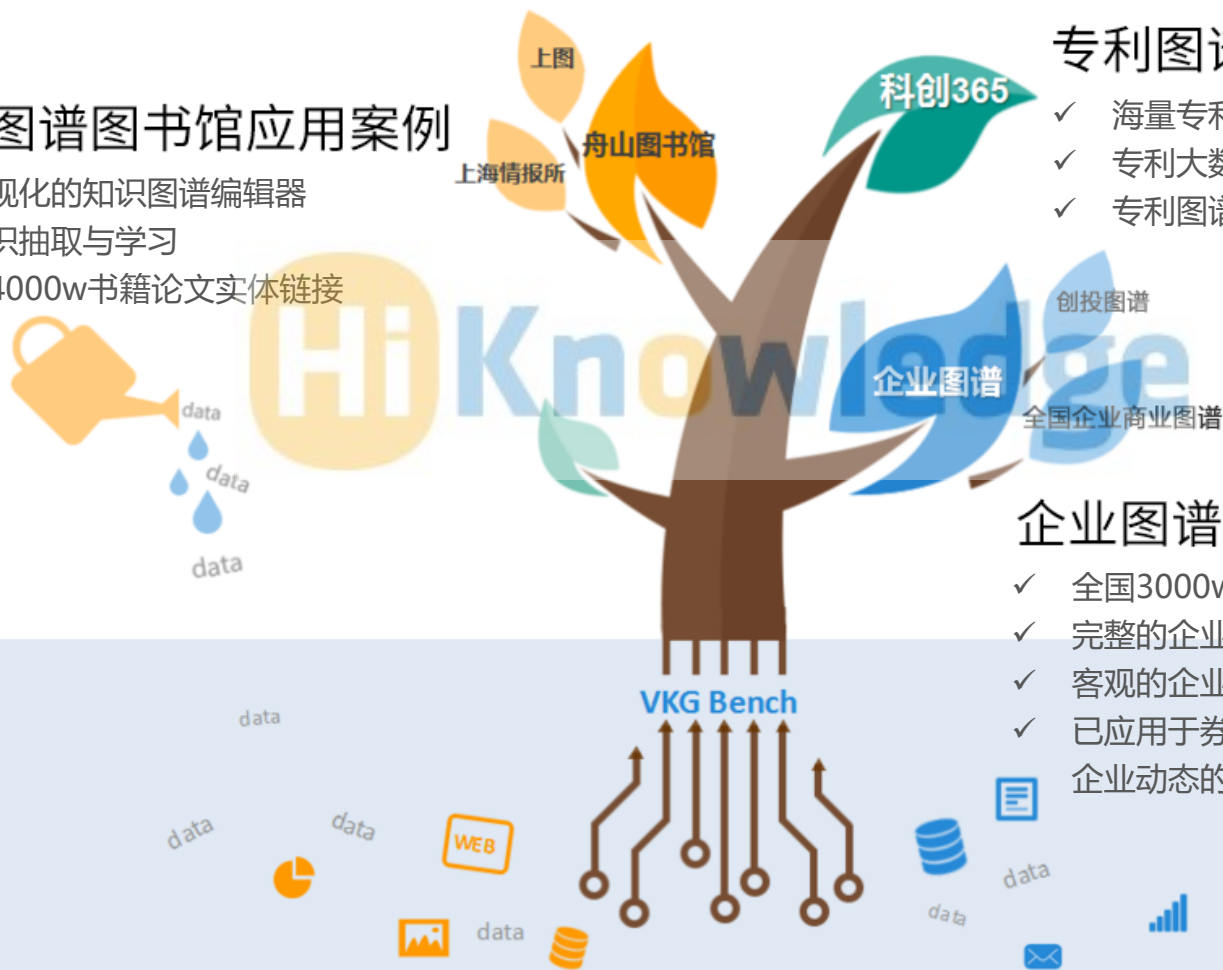 图谱图书馆应用案例
视化的知识图谱编辑器
识抽取与学习
4000w书籍论文实体链接
上图
舟山图书馆
上海情报所
科创365
专利图谱
海量专利
专利大数
专利图谱
HiKnowledge
创投图谱
企业图谱
全国企业商业图谱
data
data
data
企业图谱
全国3000w
完整的企业
客观的企业
已应用于券
企业动态的
VKG Bench
data
data
data
WEB
data
data
data